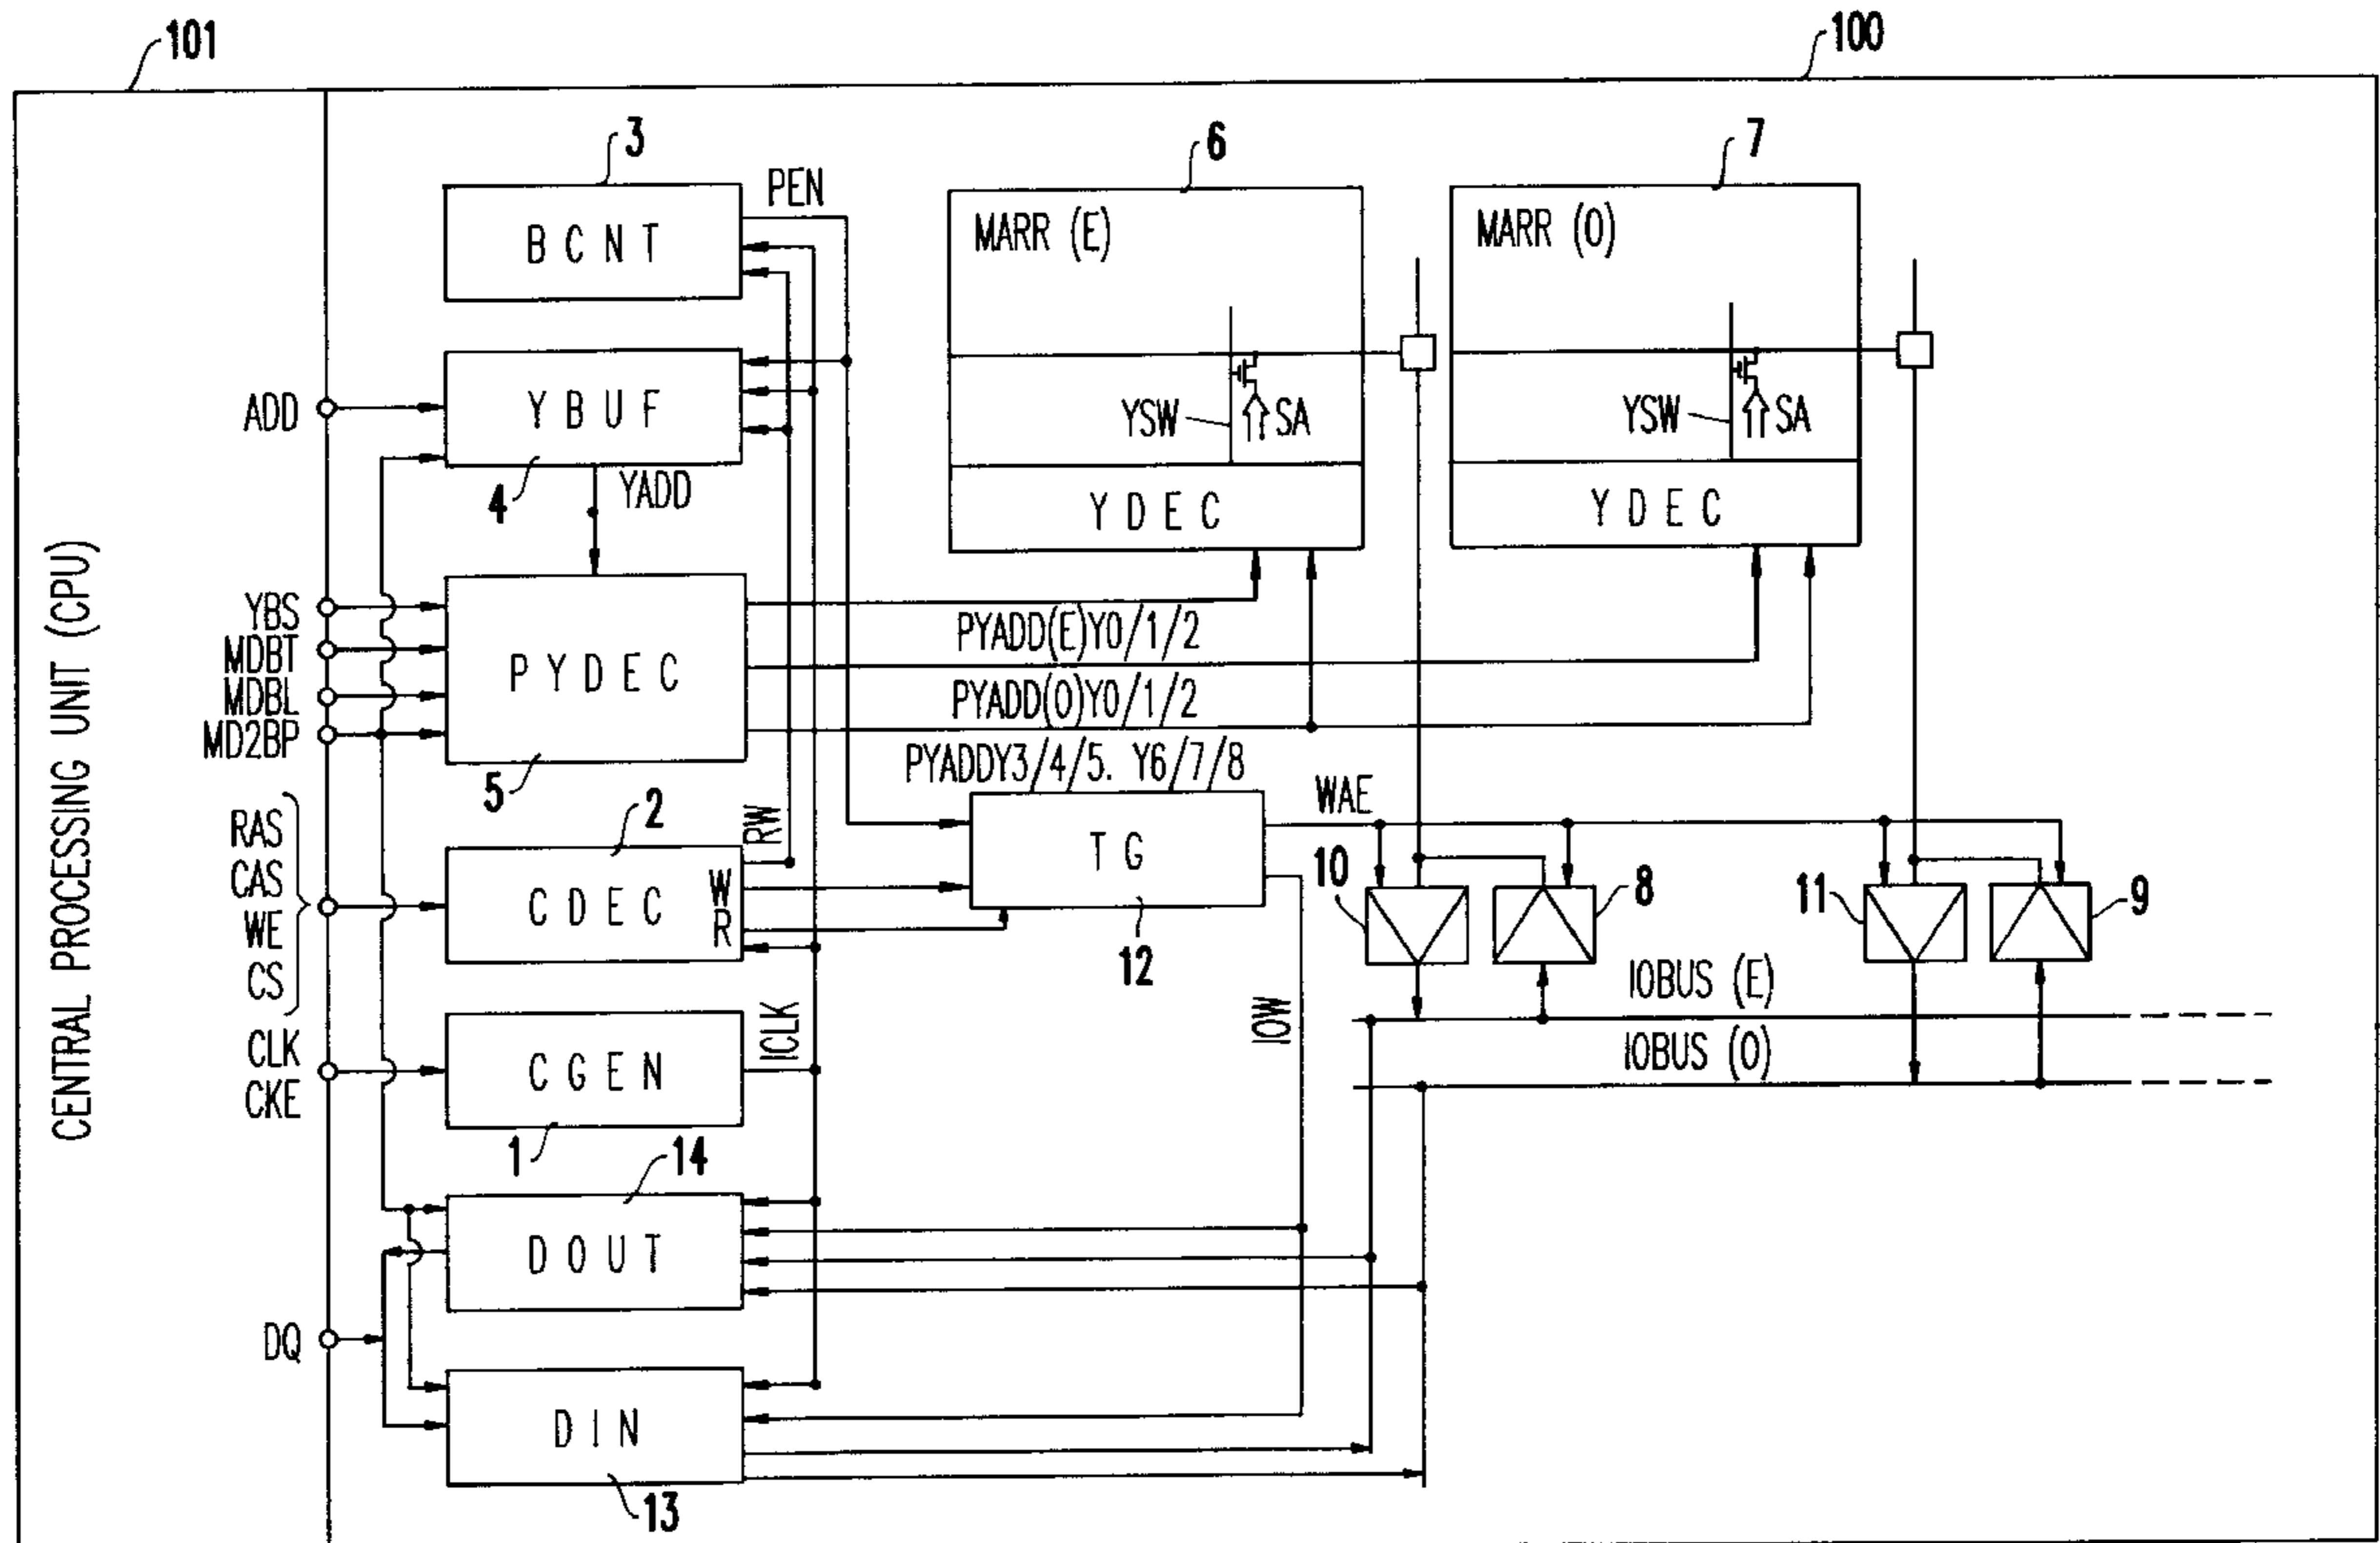 101
100
3
PEN
BCNT
6
MARR (E)
YSW
SA
YDEC
7
MARR (O)
YSW
SA
YDEC
ADD
YBUF
4
YADD
CENTRAL PROCESSING UNIT (CPU)
YBS
MDBT
MDBL
MD2BP
PYDEC
5
PYADD(E)Y0/1/2
PYADD(O)Y0/1/2
PYADDY3/4/5. Y6/7/8
RAS
CAS
WE
CS
2
CDEC
W
R
RW
TG
12
WAE
10
8
11
9
IOBUS (E)
IOBUS (O)
IOW
CLK
CKE
CGEN
1
ICLK
14
DOUT
DQ
DIN
13